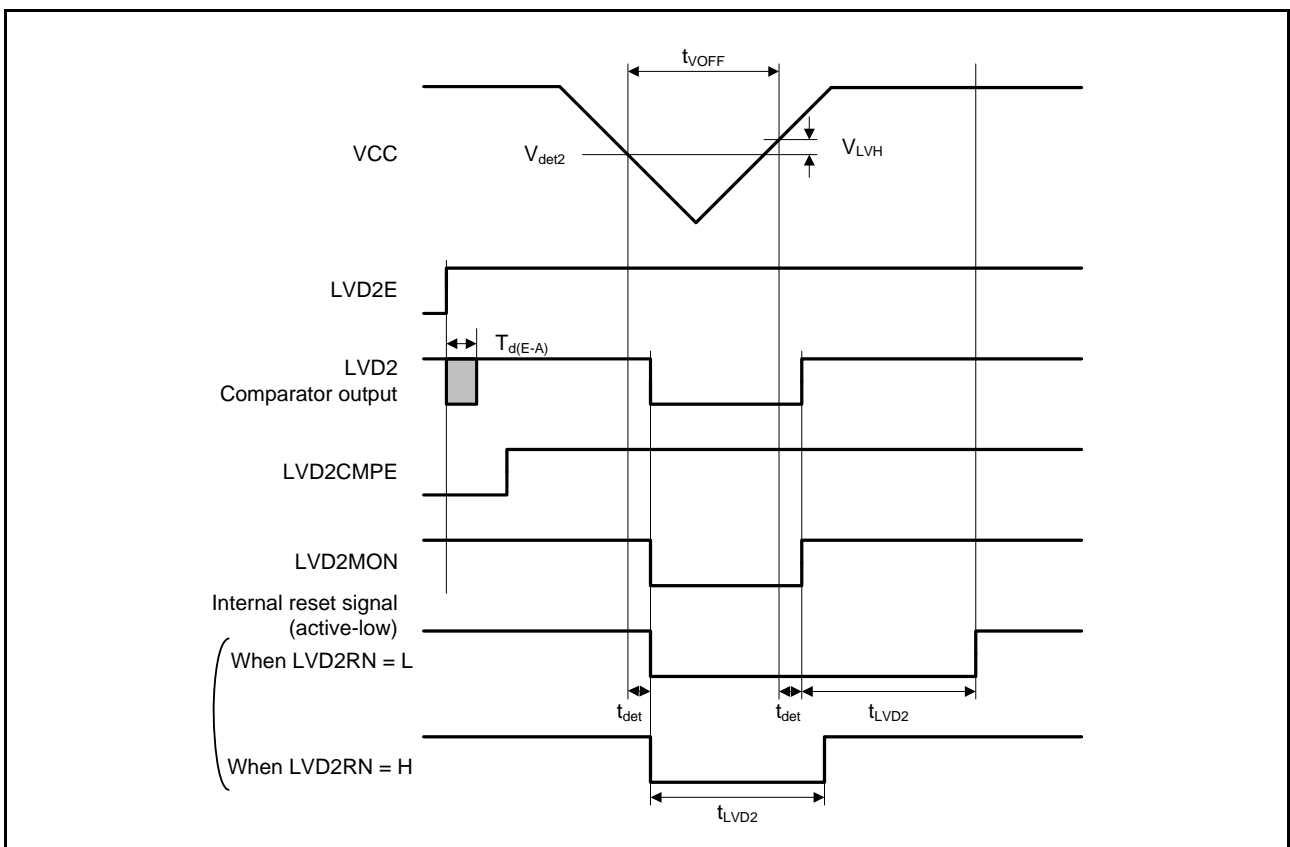 tVOFF
VCC
Vdet2
VLVH
LVD2E
Td(E-A)
LVD2
Comparator output
LVD2CMPE
LVD2MON
Internal reset signal
(active-low)
When LVD2RN = L
tdet
tdet
tLVD2
When LVD2RN = H
tLVD2